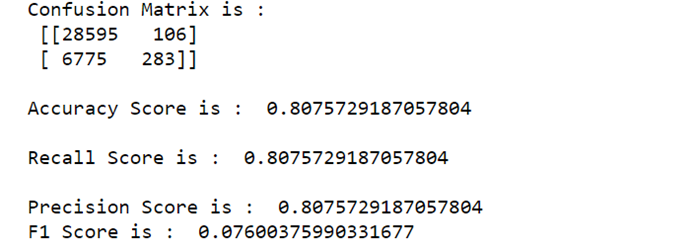 Confusion Matrix is :
[[28595 106]
[ 6775 283]]
Accuracy Score is : 0.8075729187057804
Recall Score is : 0.8075729187057804
Precision Score is : 0.8075729187057804
F1 Score is : 0.07600375990331677